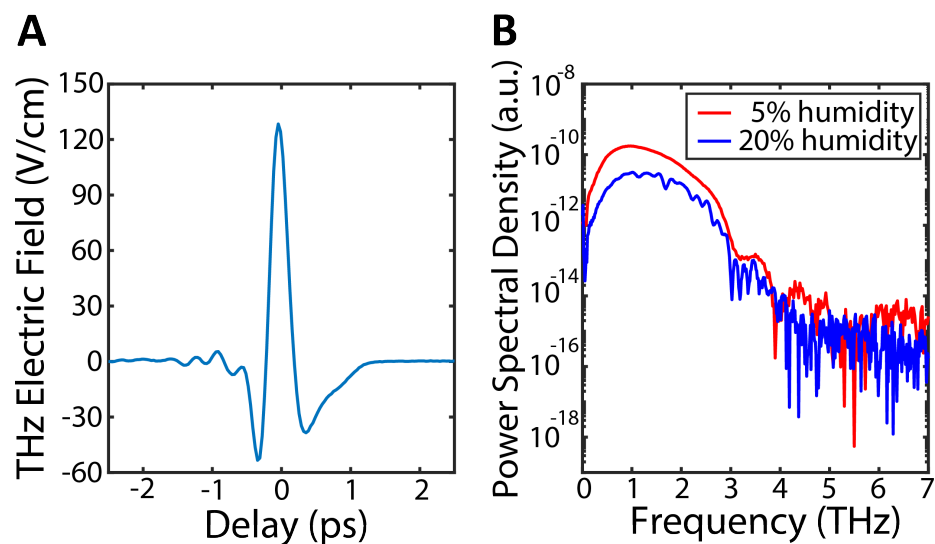 A
THz Electric Field (V/cm)
150
120
90
60
30
0
-30
-60
-2 -1 0 1 2
Delay (ps)
B
Power Spectral Density (a.u.)
10-8
10-10
10-12
10-14
10-16
10-18
5% humidity
20% humidity
0 1 2 3 4 5 6 7
Frequency (THz)